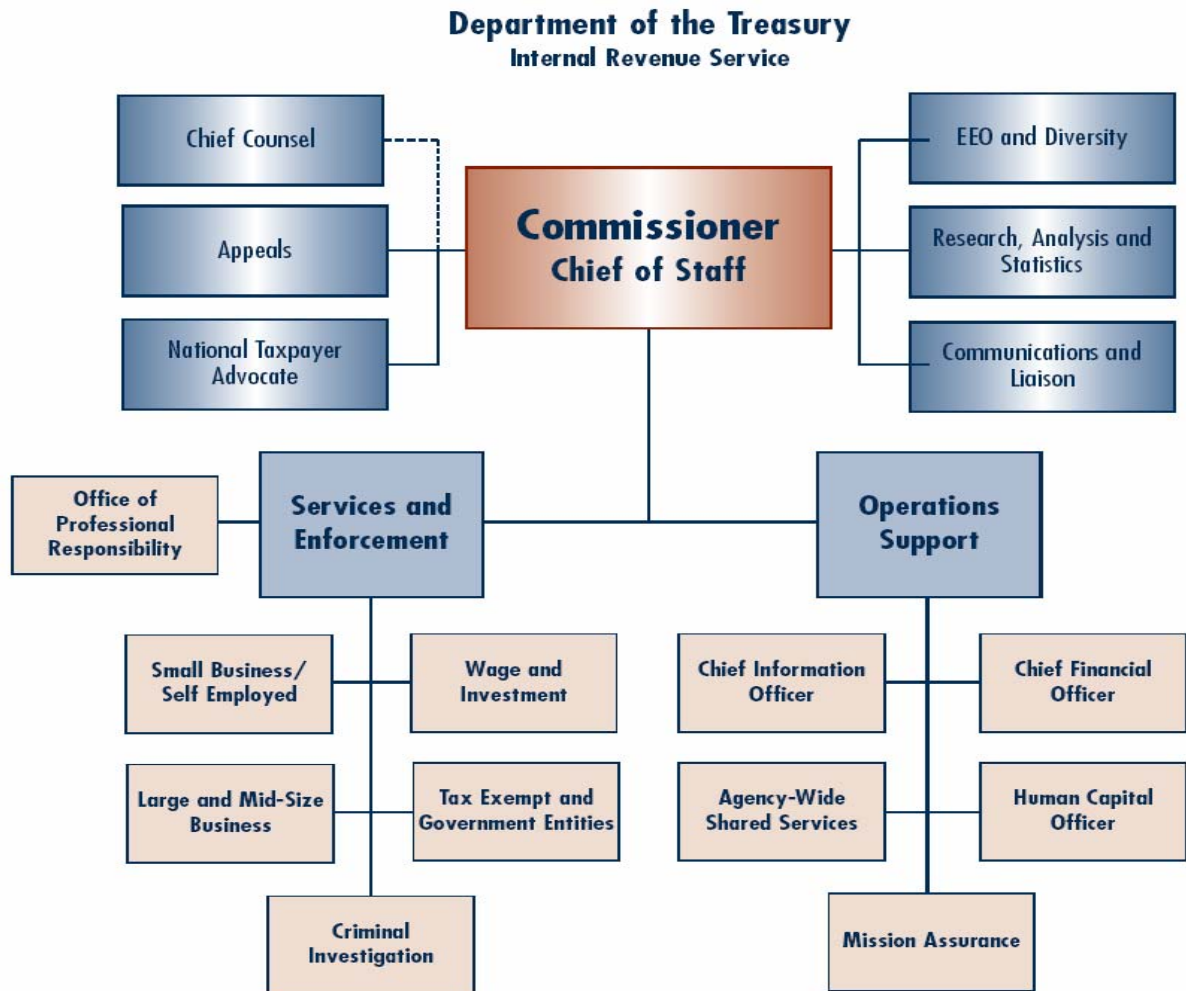 Department of the Treasury
Internal Revenue Service
Chief Counsel
Appeals
National Taxpayer
Advocate
Commissioner
Chief of Staff
EEO and Diversity
Research, Analysis and
Statistics
Communications and
Liaison
Office of
Professional
Responsibility
Services and
Enforcement
Operations
Support
Small Business/
Self Employed
Wage and
Investment
Large and Mid-Size
Business
Tax Exempt and
Government Entities
Criminal
Investigation
Chief Information
Officer
Chief Financial
Officer
Agency-Wide
Shared Services
Human Capital
Officer
Mission Assurance